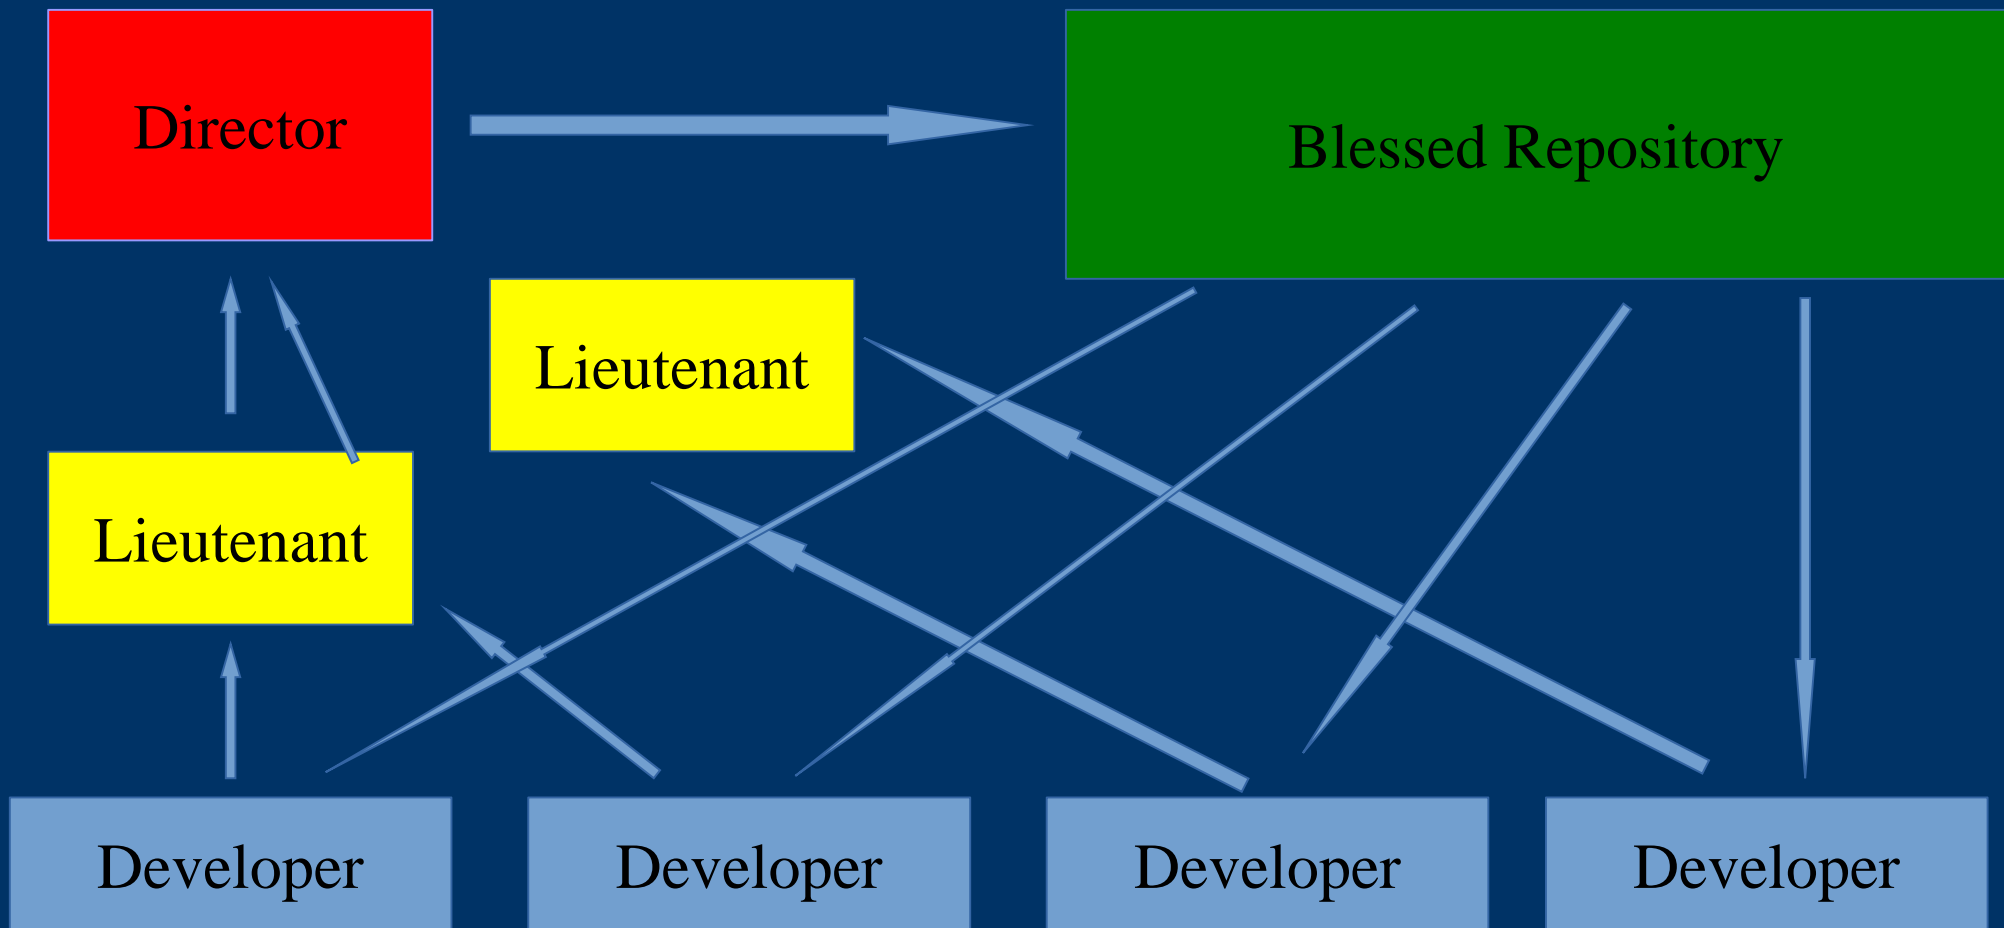 Director
Blessed Repository
Lieutenant
Lieutenant
Developer
Developer
Developer
Developer